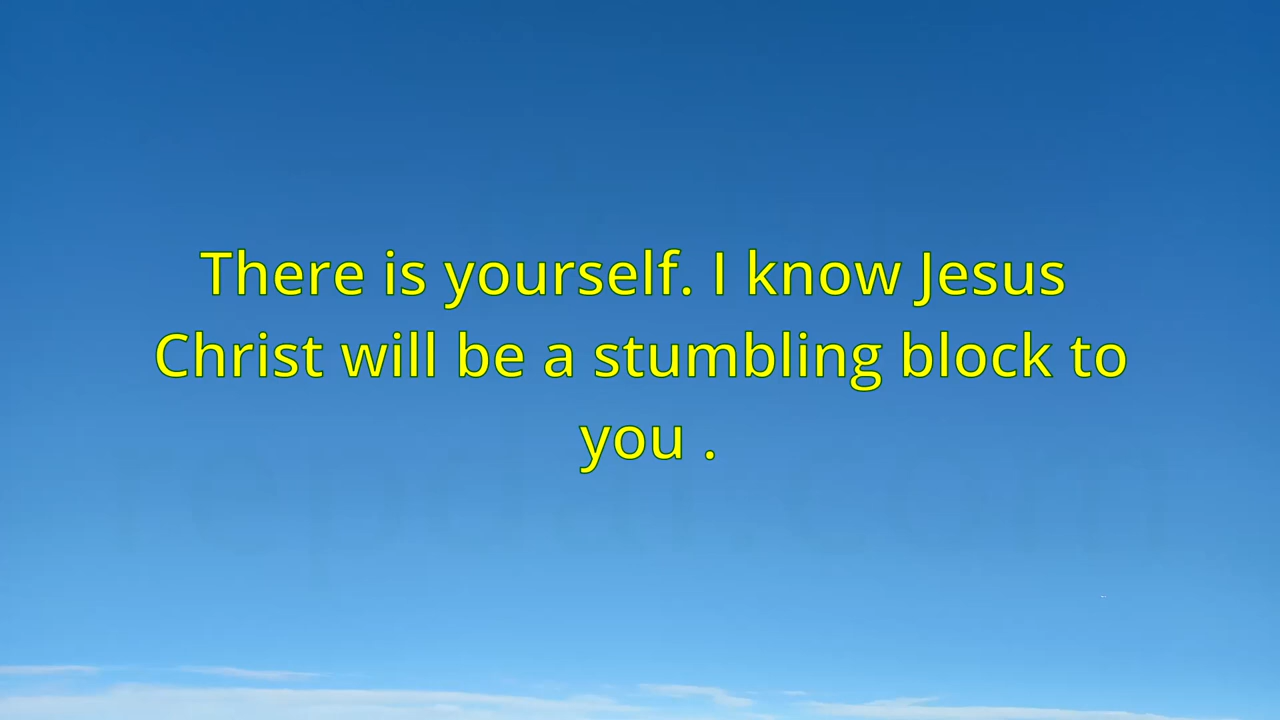 There is yourself. I know Jesus
Christ will be a stumbling block to
you .